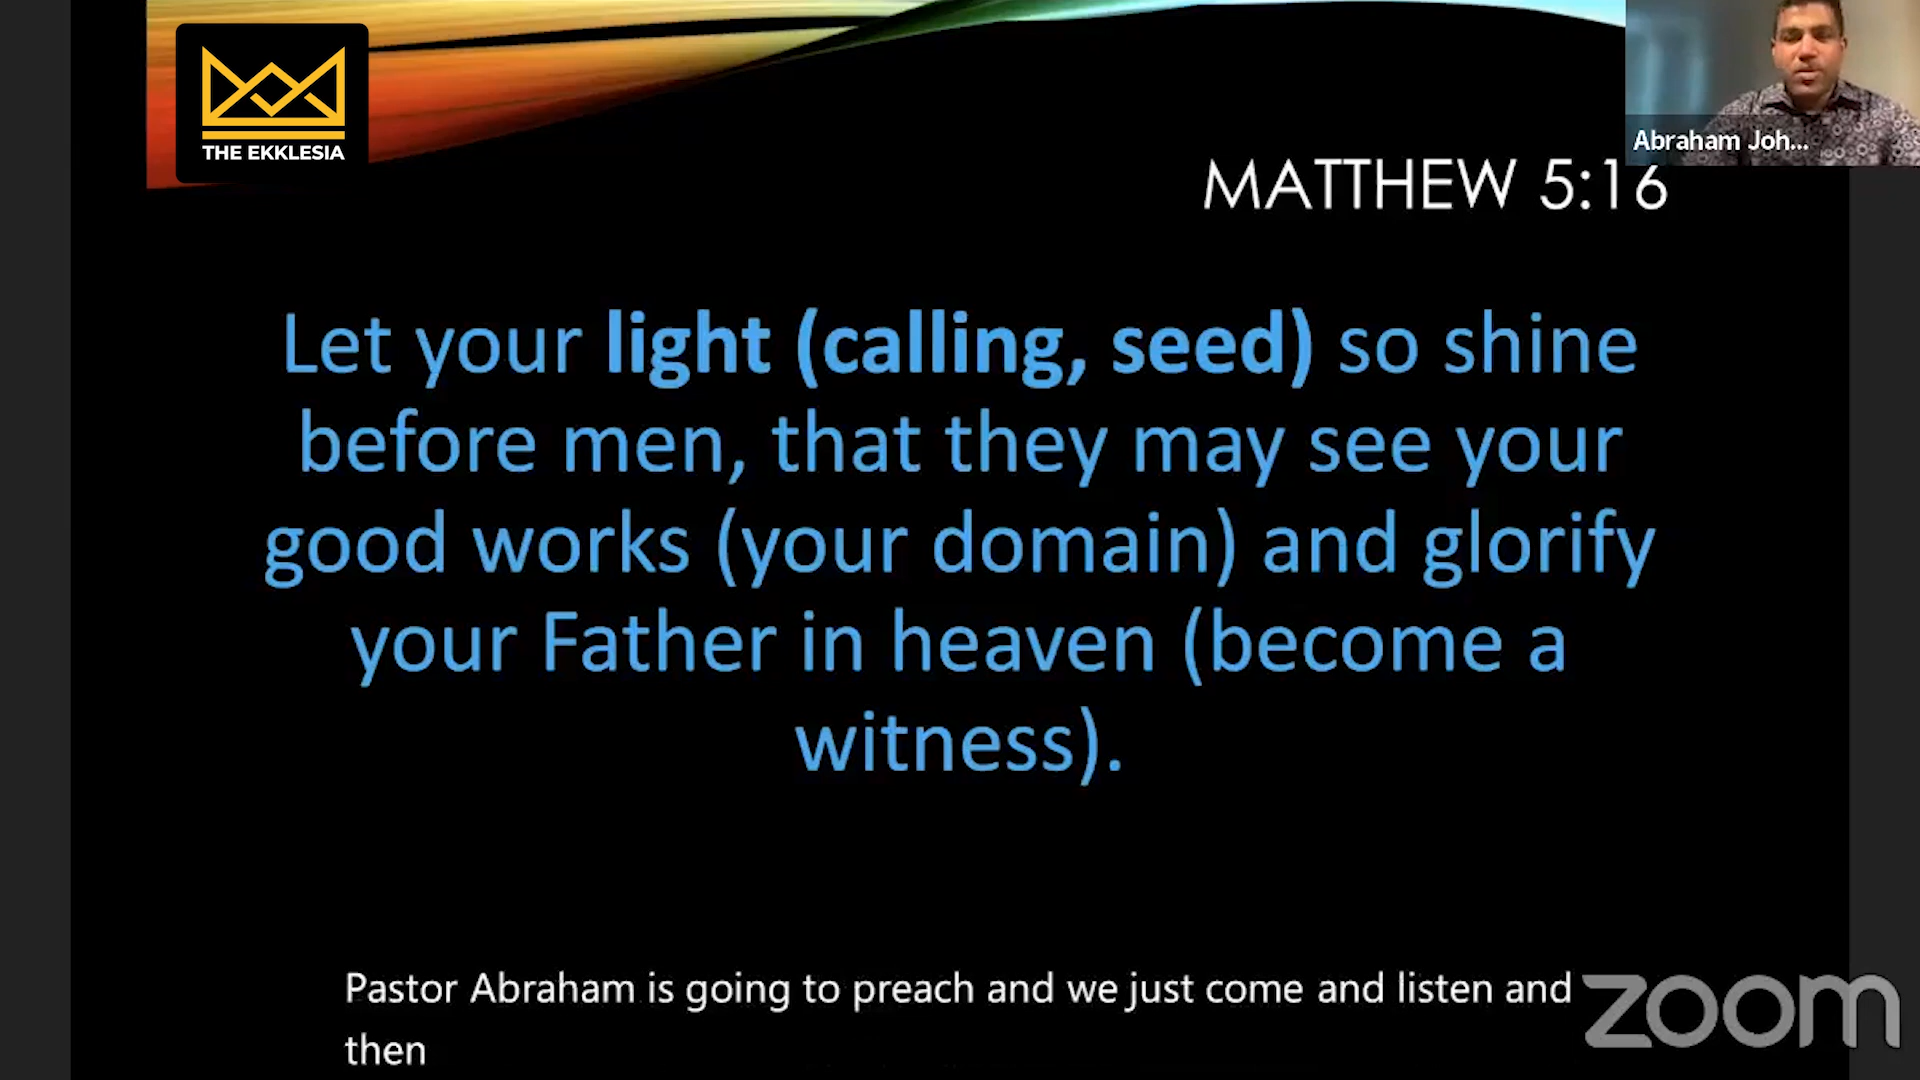 THE EKKLESIA
Abraham Joh...
MATTHEW 5:16
Let your light (calling, seed) so shine
before men, that they may see your
good works (your domain) and glorify
your Father in heaven (become a
witness).
Pastor Abraham is going to preach and we just come and listen and
then
zoom